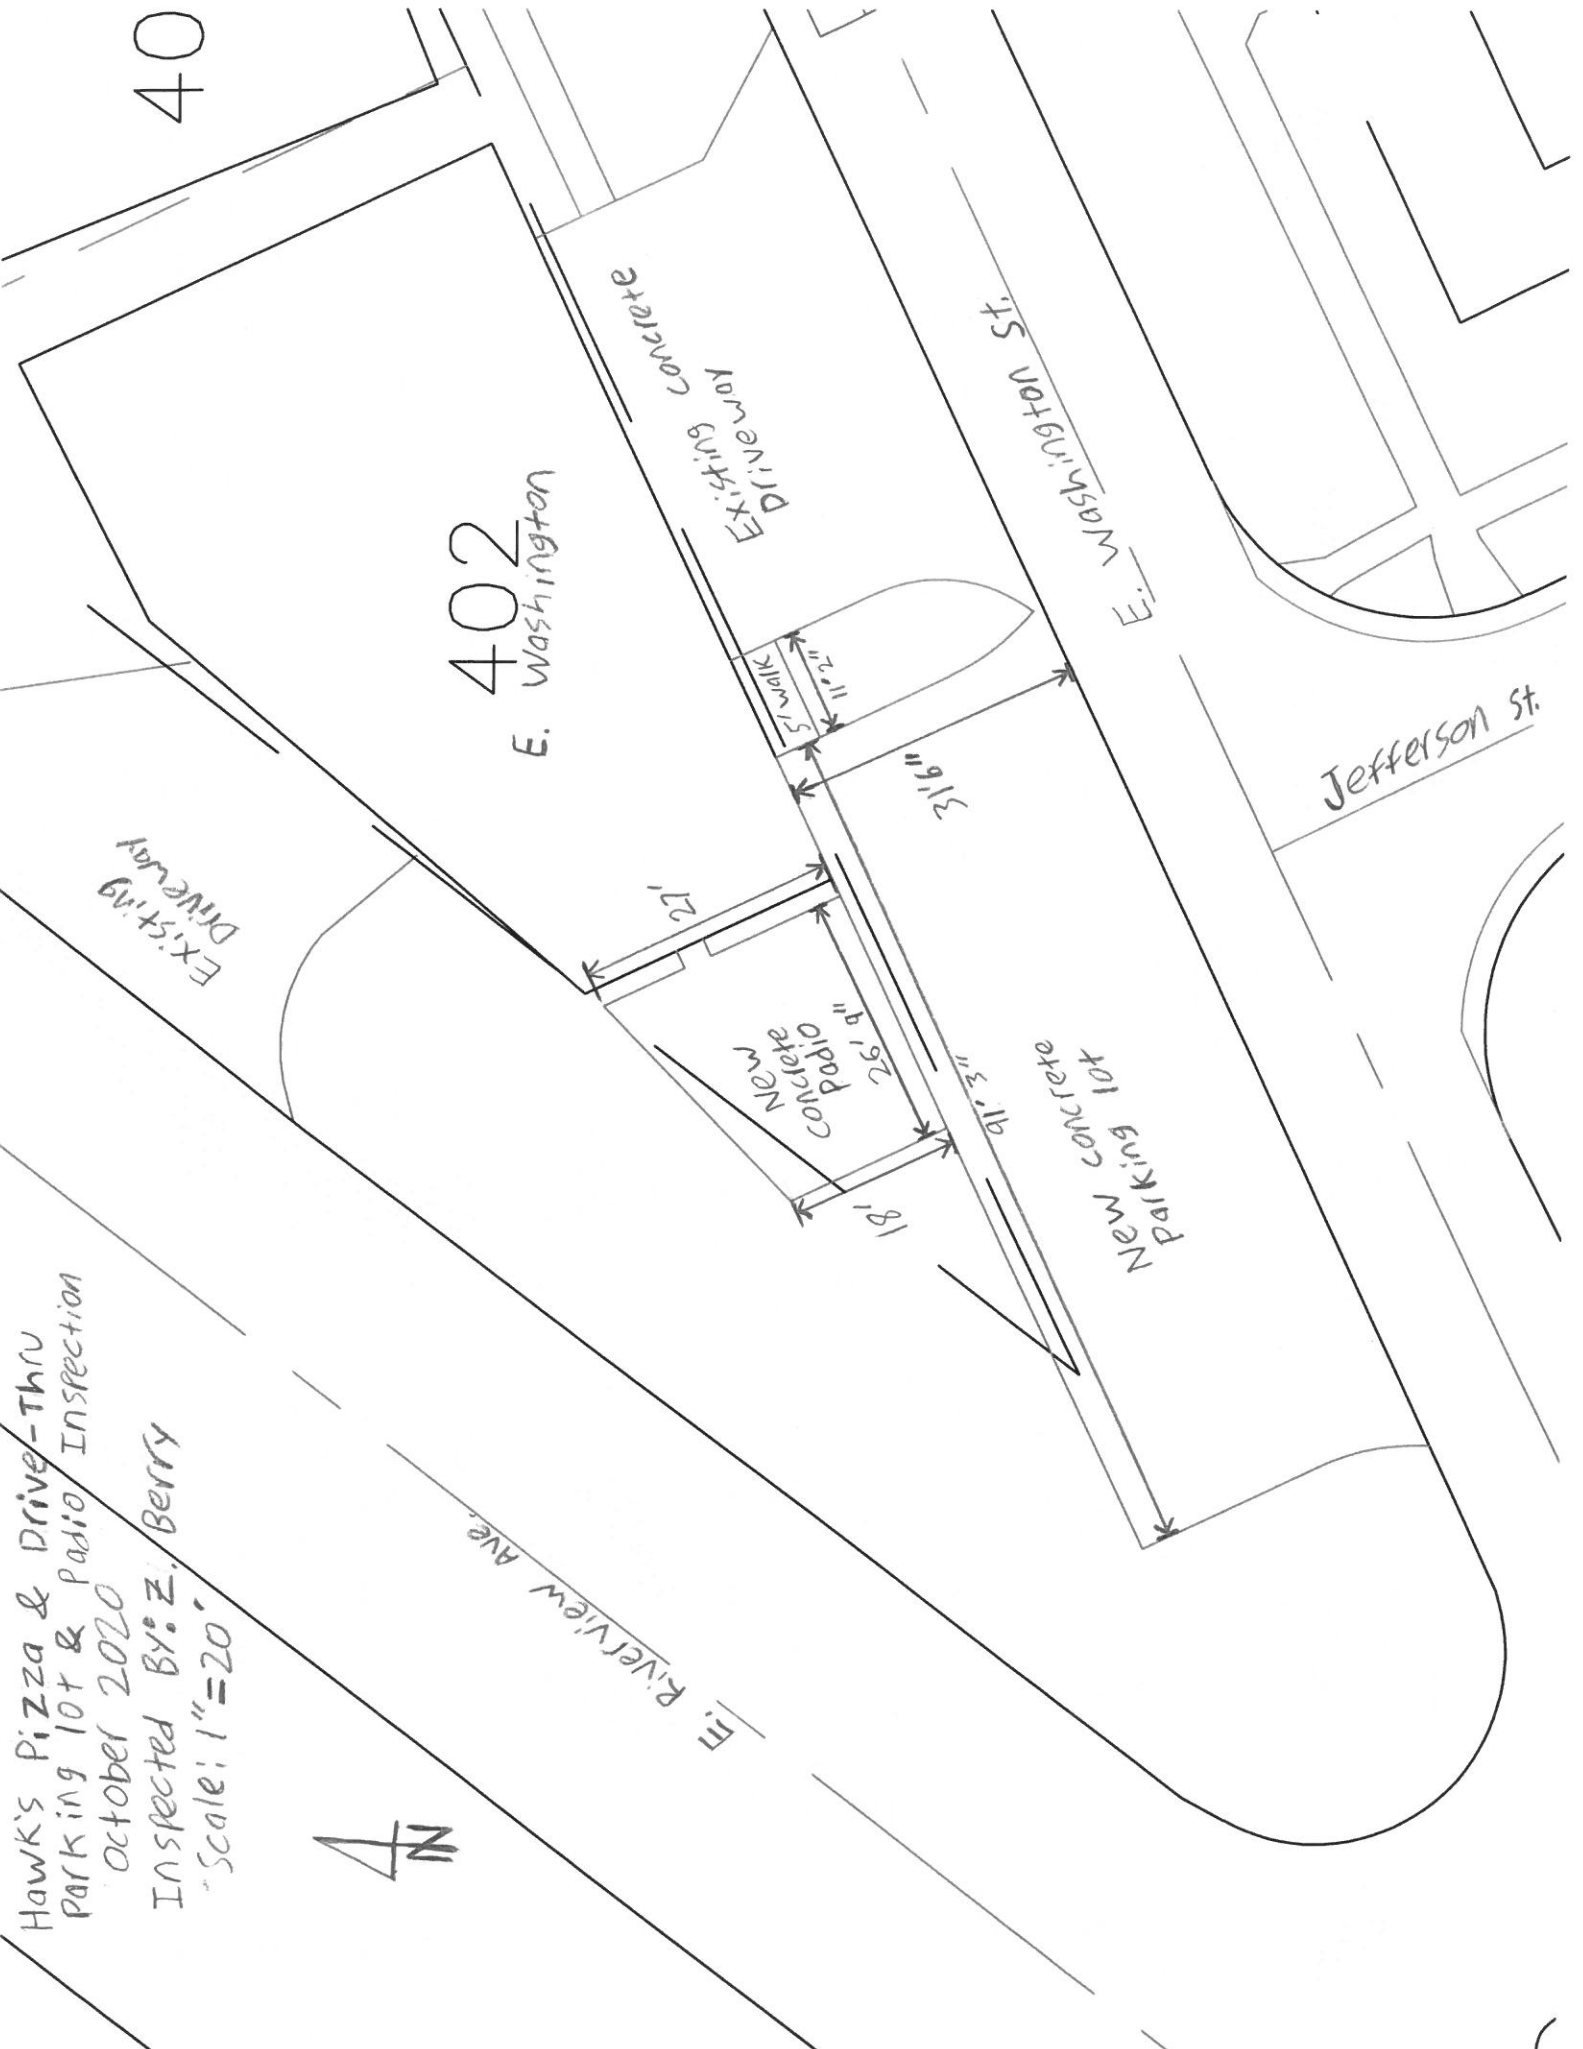 Hawk's Pizza & Drive-Thru
Parking lot & Padio Inspection
October 2020
Inspected By: Z. Berry
Scale: 1"=20'
N
40
402
E. Washington
Existing
Driveway
Existing concrete
Driveway
5' walk
11' 2"
31'6"
27'
New
Concrete
Padio
26' 9"
18'
91' 3"
New concrete
Parking lot
E. Washington St.
Jefferson St.
E. Riverview Ave.